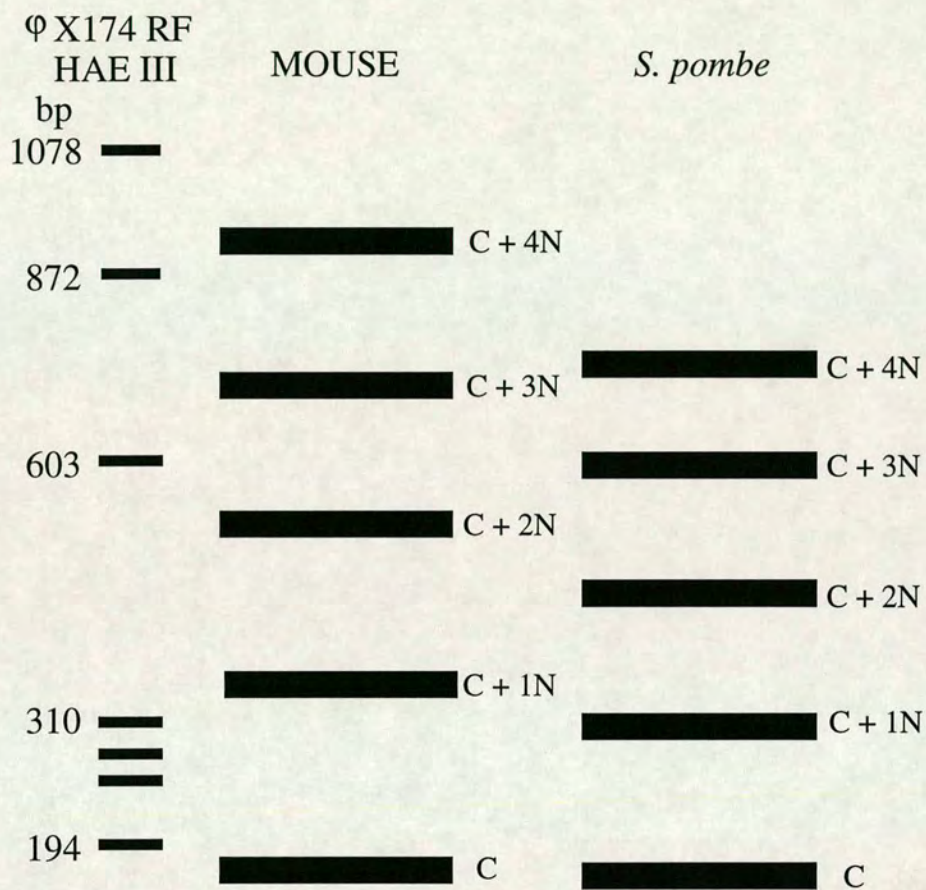 φ X174 RF
HAE III
MOUSE
S. pombe
bp
1078
C + 4N
872
C + 4N
C + 3N
603
C + 3N
C + 2N
C + 2N
C + 1N
310
C + 1N
194
C
C